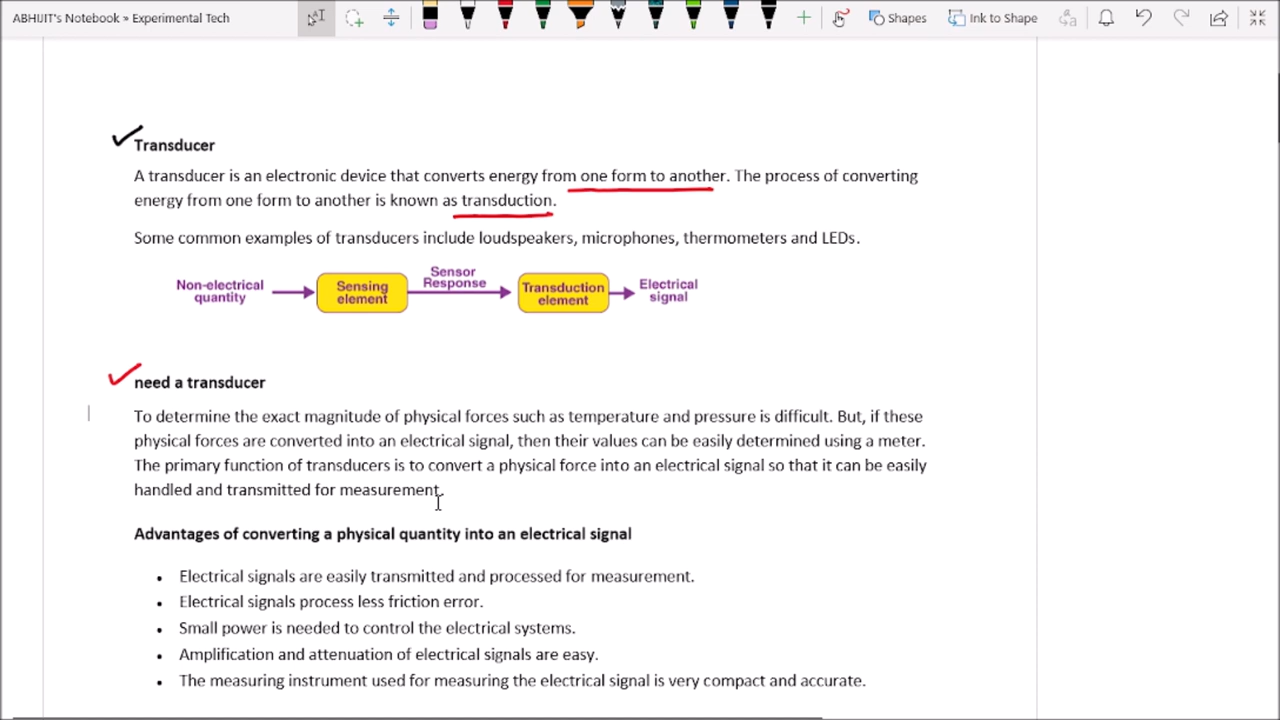 ABHIJIT's Notebook » Experimental Tech
Shapes
Ink to Shape
Transducer
A transducer is an electronic device that converts energy from one form to another. The process of converting
energy from one form to another is known as transduction.
Some common examples of transducers include loudspeakers, microphones, thermometers and LEDs.
Non-electrical
quantity
Sensing
element
Sensor
Response
Transduction
element
Electrical
signal
need a transducer
To determine the exact magnitude of physical forces such as temperature and pressure is difficult. But, if these
physical forces are converted into an electrical signal, then their values can be easily determined using a meter.
The primary function of transducers is to convert a physical force into an electrical signal so that it can be easily
handled and transmitted for measurement.
Advantages of converting a physical quantity into an electrical signal
• Electrical signals are easily transmitted and processed for measurement.
• Electrical signals process less friction error.
• Small power is needed to control the electrical systems.
• Amplification and attenuation of electrical signals are easy.
• The measuring instrument used for measuring the electrical signal is very compact and accurate.